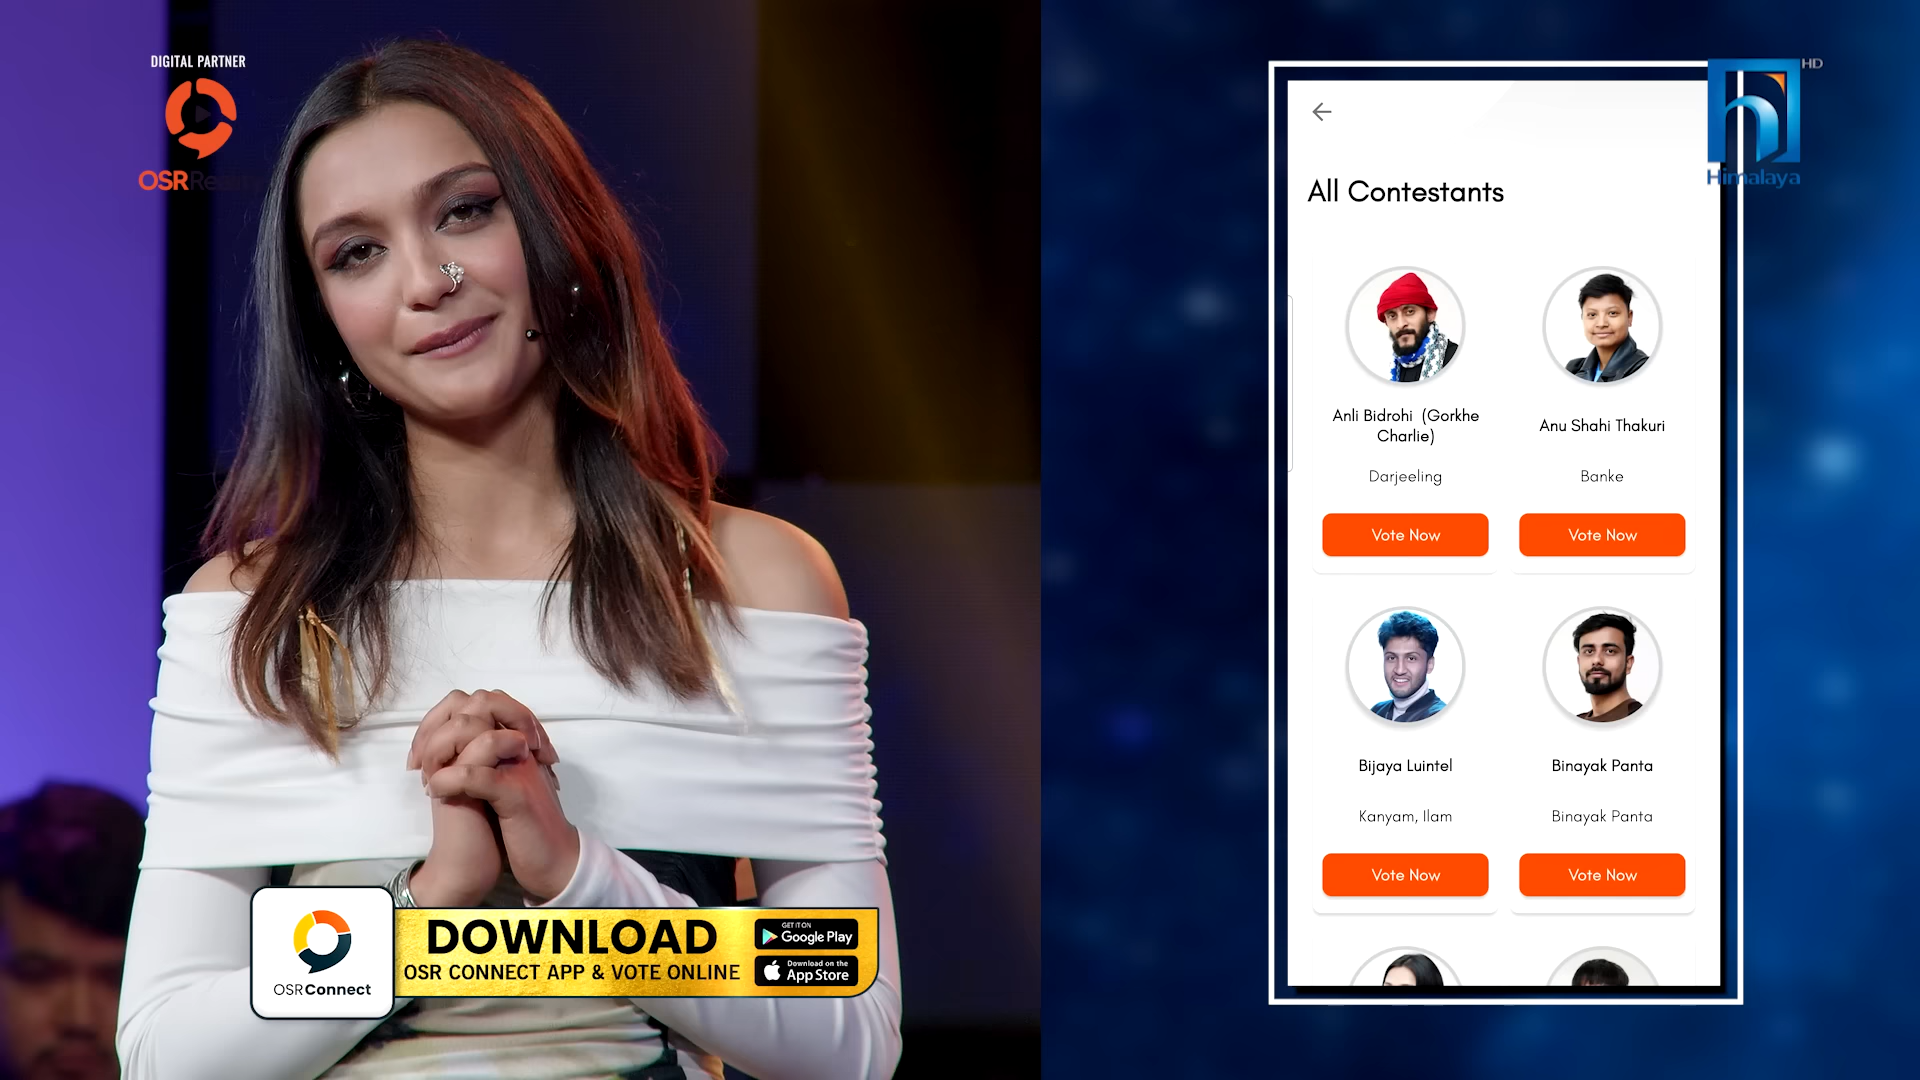 DIGITAL PARTNER
OSRReality
DOWNLOAD
OSR CONNECT APP & VOTE ONLINE
GET IT ON
Google Play
Download on the
App Store
OSRConnect
HD
Himalaya
All Contestants
Anli Bidrohi (Gorkhe
Charlie)
Darjeeling
Vote Now
Anu Shahi Thakuri
Banke
Vote Now
Bijaya Luintel
Kanyam, Ilam
Vote Now
Binayak Panta
Binayak Panta
Vote Now